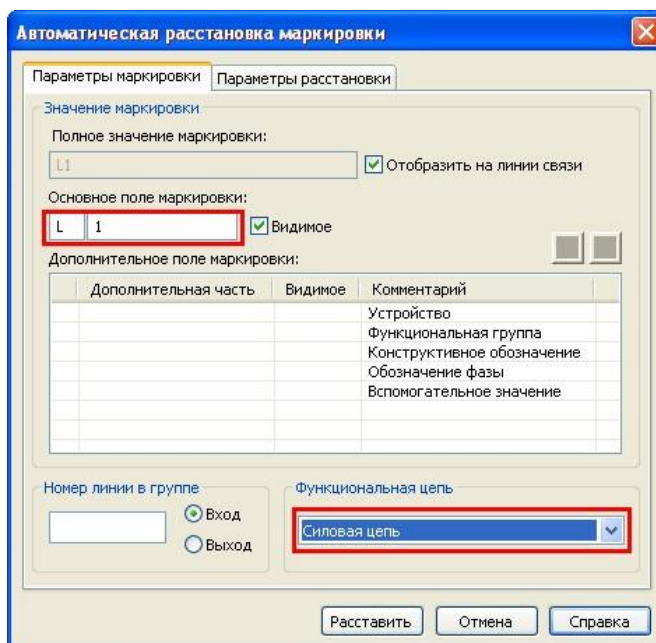 Автоматическая расстановка маркировки
Параметры маркировки Параметры расстановки
Значение маркировки
Полное значение маркировки:
L1 Отобразить на линии связи
Основное поле маркировки:
L 1 Видимое
Дополнительное поле маркировки:
Дополнительная часть Видимое Комментарий
Устройство
Функциональная группа
Конструктивное обозначение
Обозначение фазы
Вспомогательное значение
Номер линии в группе Функциональная цепь
Вход
Силовая цепь
Выход
Расставить Отмена Справка